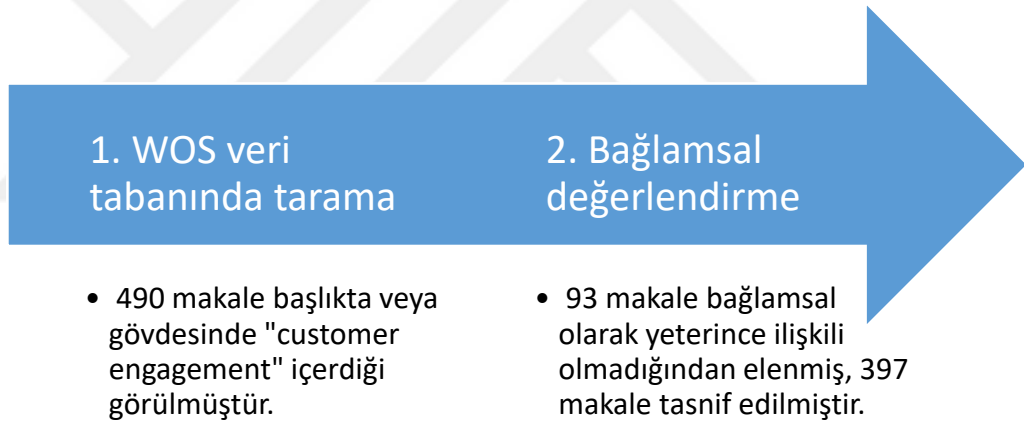 1. WOS veri
tabanında tarama
• 490 makale başlıkta veya
gövdesinde "customer
engagement" içerdiği
görülmüştür.
2. Bağlamsal
değerlendirme
• 93 makale bağlamsal
olarak yeterince ilişkili
olmadığından elenmiş, 397
makale tasnif edilmiştir.